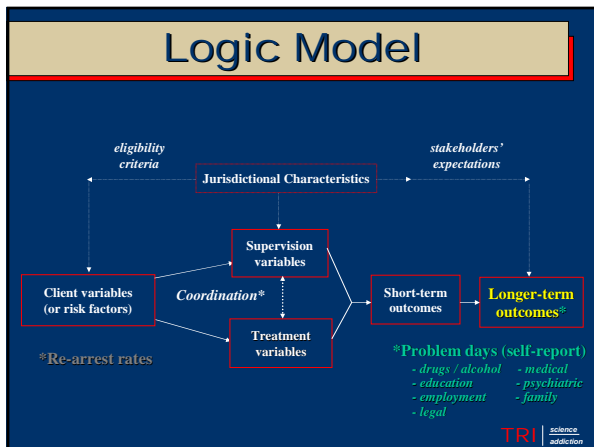 Logic Model
eligibility
criteria
stakeholders'
expectations
Jurisdictional Characteristics
Supervision
variables
Client variables
(or risk factors)
Coordination*
Treatment
variables
Short-term
outcomes
Longer-term
outcomes*
*Re-arrest rates
*Problem days (self-report)
- drugs / alcohol - medical
- education - psychiatric
- employment - family
- legal
TRI science
addiction